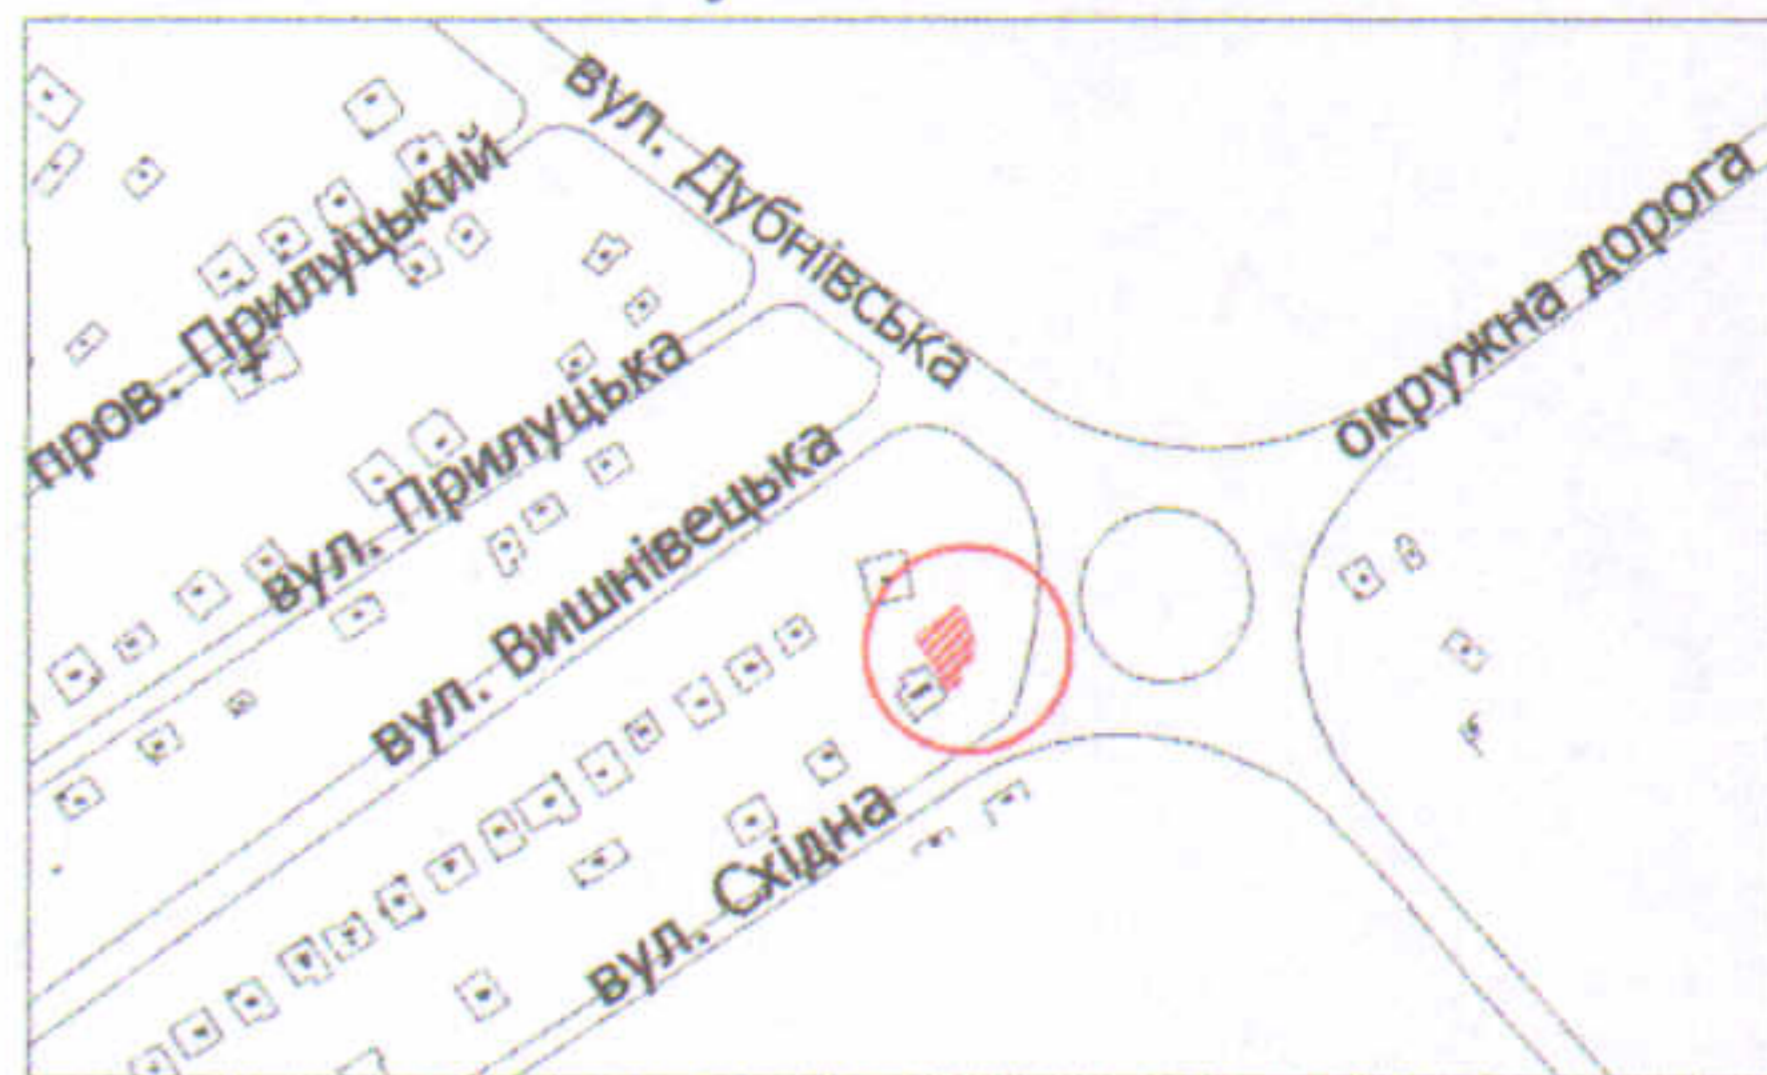 вул. Дубнівська
пров. Прилуцький
окружна дорога
вул. Прилуцька
вул. Вишнівецька
вул. Східна